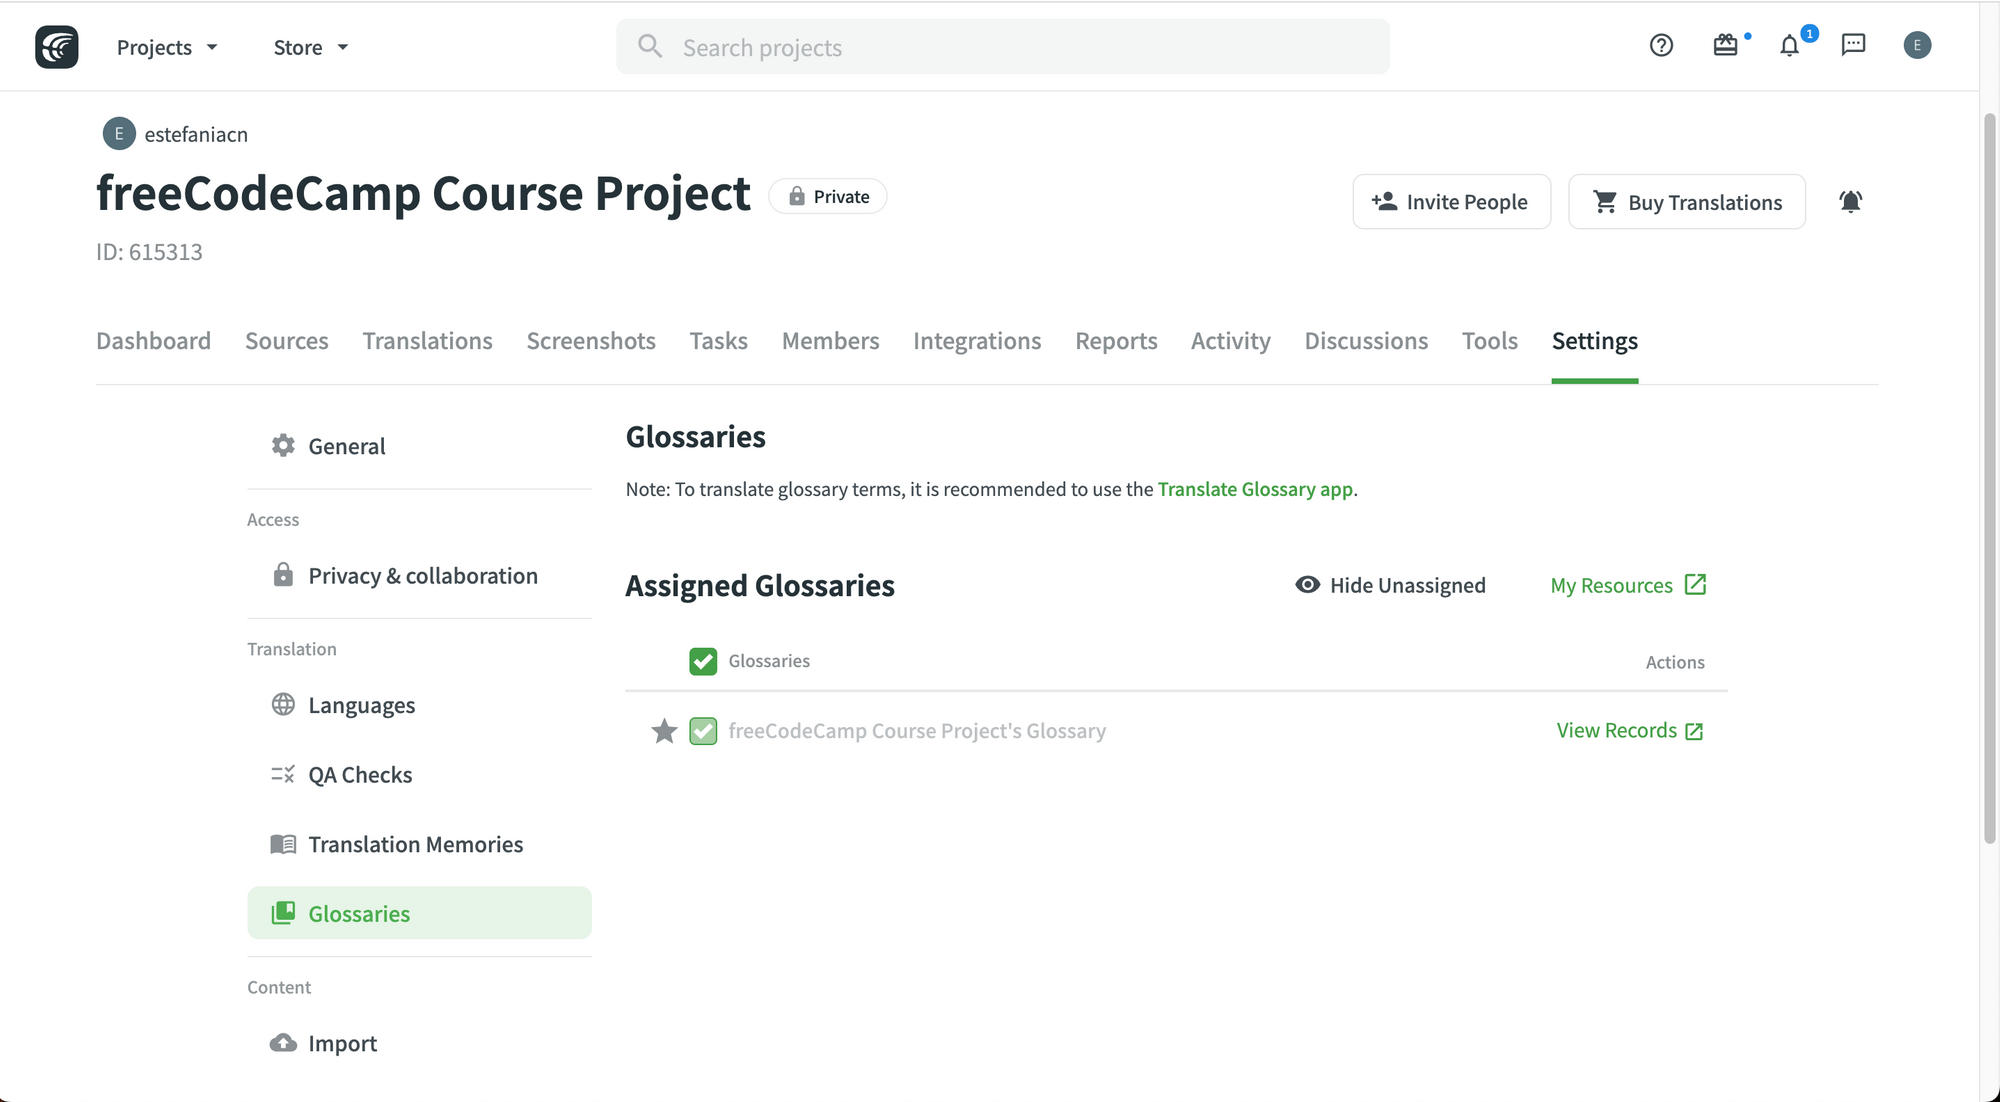 Projects Store Search projects 1 E
E estefaniacn
freeCodeCamp Course Project Private Invite People Buy Translations
ID: 615313
Dashboard Sources Translations Screenshots Tasks Members Integrations Reports Activity Discussions Tools Settings
General
Access
Privacy & collaboration
Translation
Languages
QA Checks
Translation Memories
Glossaries
Content
Import
Glossaries
Note: To translate glossary terms, it is recommended to use the Translate Glossary app.
Assigned Glossaries Hide Unassigned My Resources
Glossaries Actions
freeCodeCamp Course Project's Glossary View Records